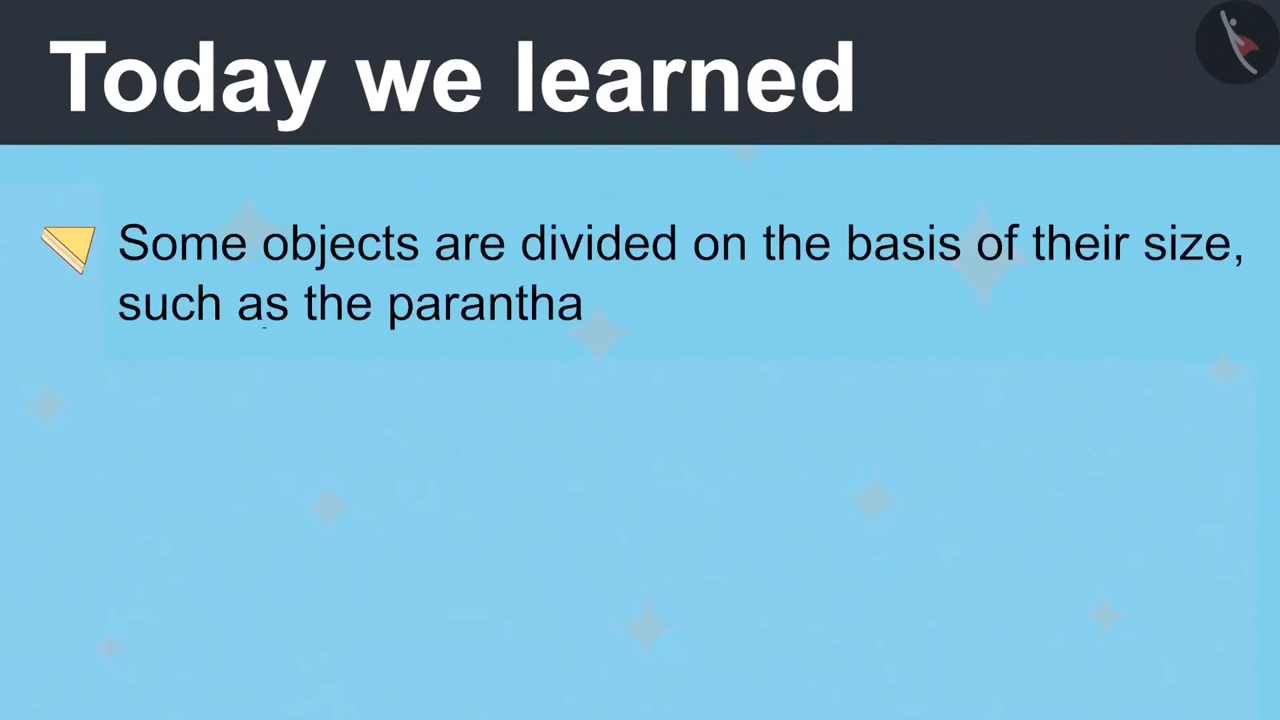 Today we learned
Some objects are divided on the basis of their size,
such as the parantha